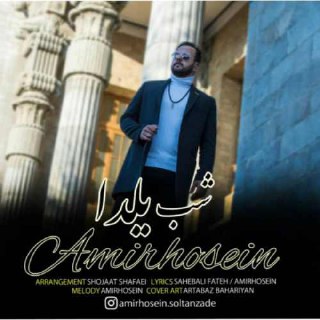 شب یلدا
Amirhosein
ARRANGEMENT SHOJAAT SHAFAEI LYRICS SAHEBALI FATEH / AMIRHOSEIN
MELODY AMIRHOSEIN COVER ART ARTABAZ BAHARIYAN
amirhosein.soltanzade